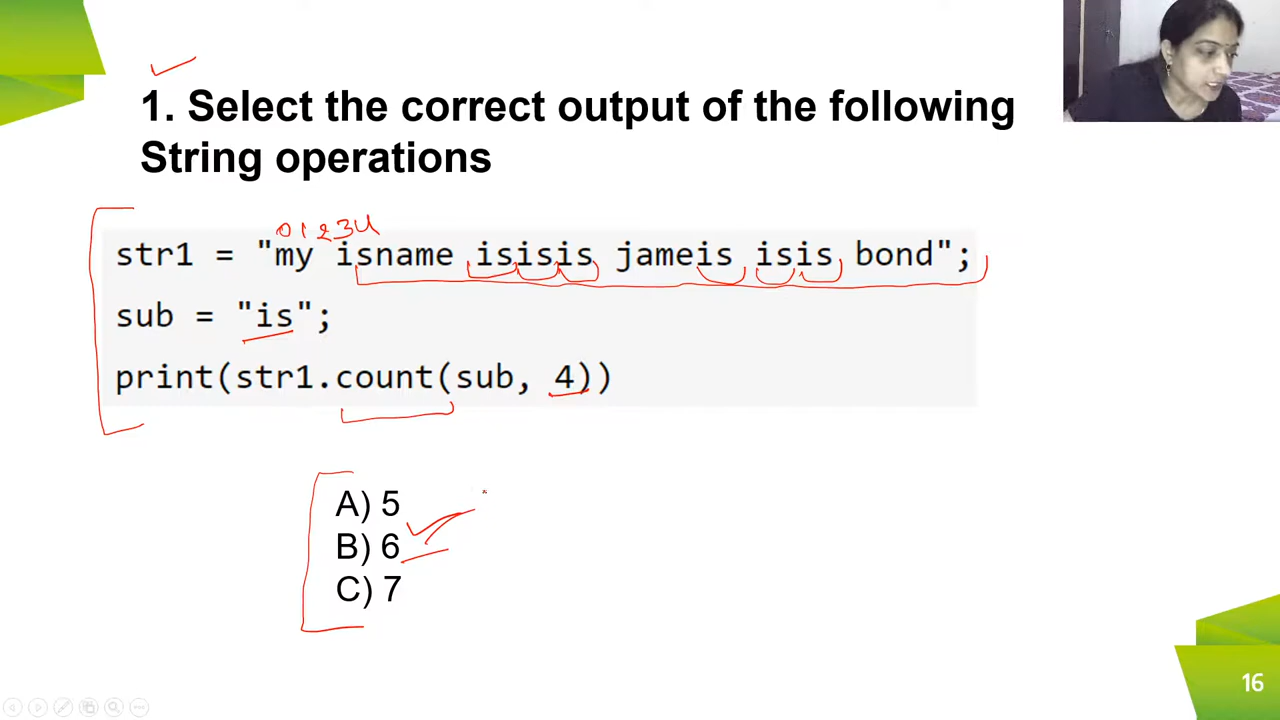 1. Select the correct output of the following
String operations
01234
str1 = "my isname isisis jameis isis bond";
sub = "is";
print(str1.count(sub, 4))
A) 5
B) 6
C) 7
16